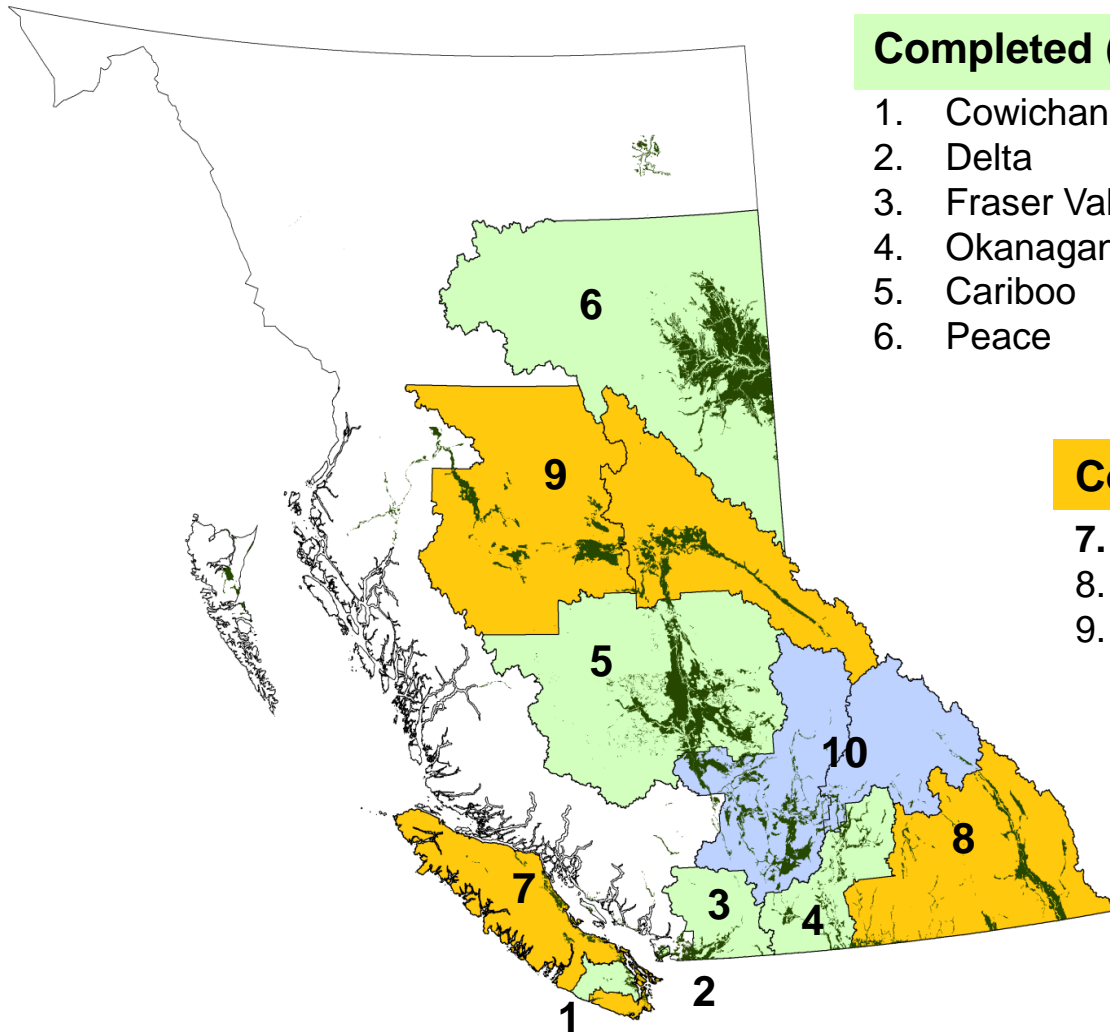 Completed (
1. Cowichan
2. Delta
3. Fraser Val
4. Okanagan
5. Cariboo
6. Peace
Co
7.
8.
9.
6
9
5
10
8
7
3
4
2
1